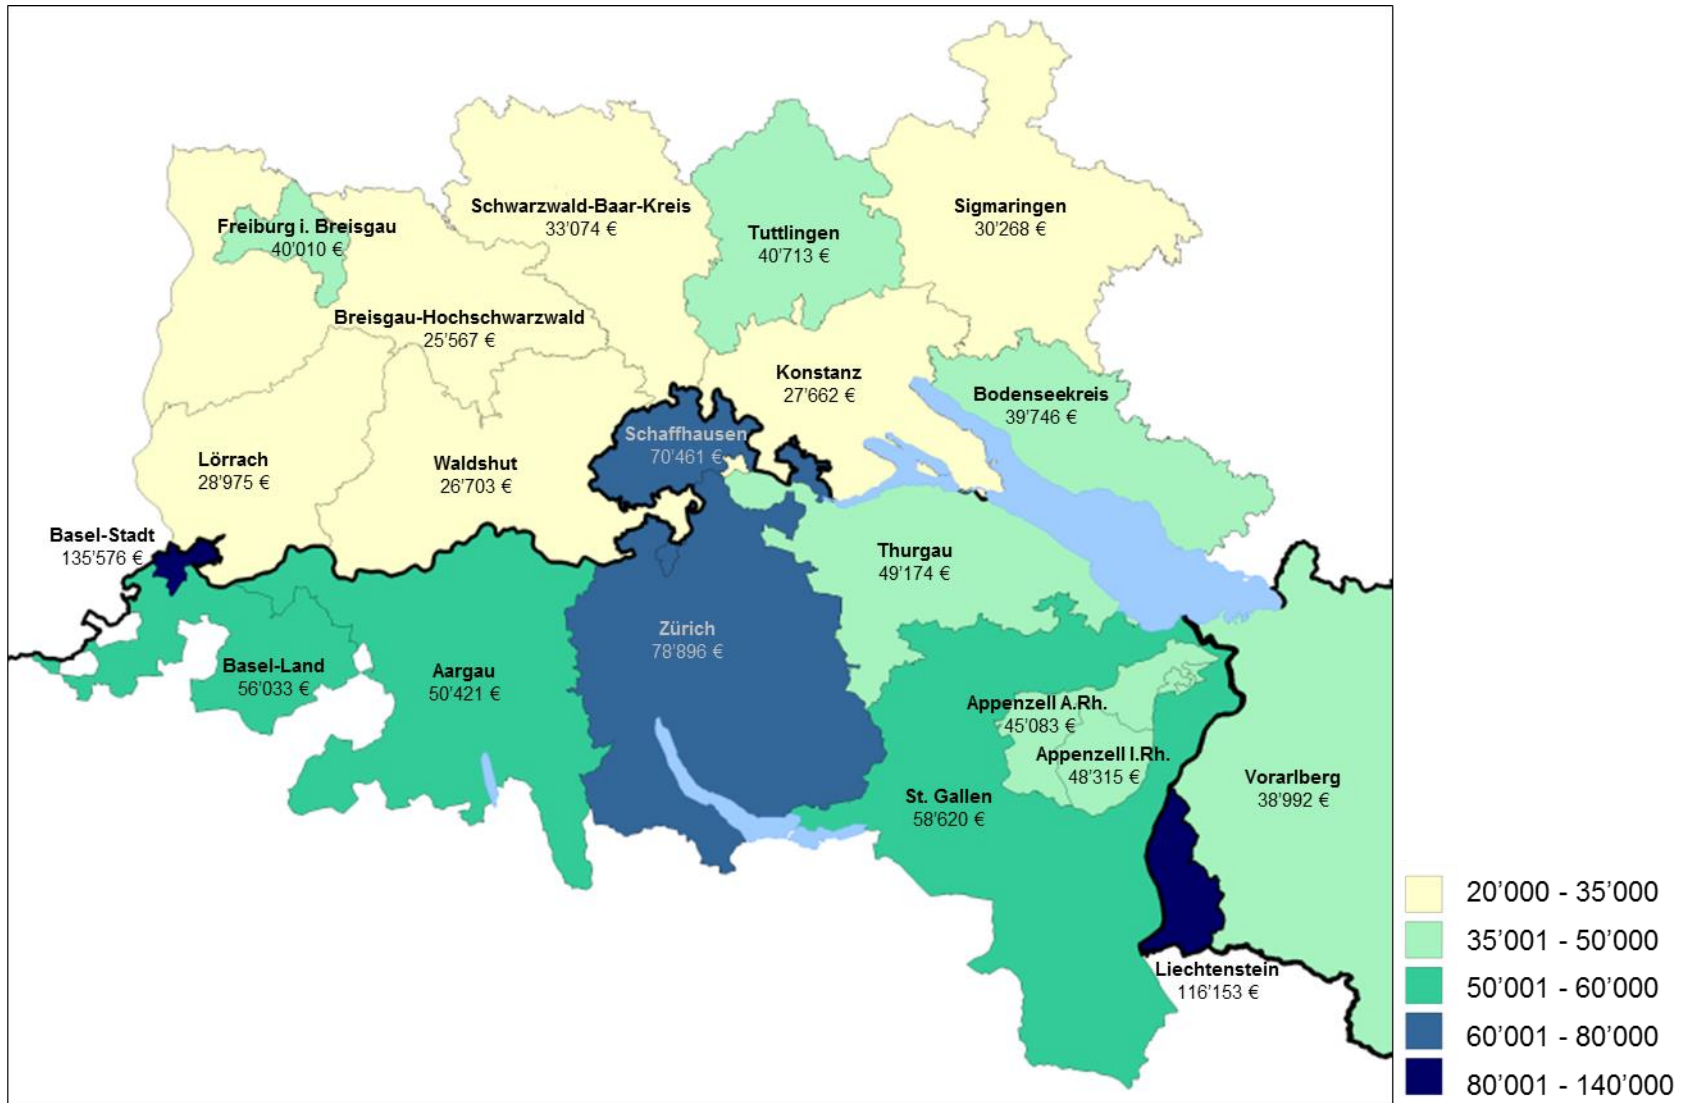 Schwarzwald-Baar-Kreis
33’074 €
Sigmaringen
30’268 €
Freiburg i. Breisgau
40’010 €
Tuttlingen
40’713 €
Breisgau-Hochschwarzwald
25’567 €
Konstanz
27’662 €
Bodenseekreis
39’746 €
Schaffhausen
70’461 €
Lörrach
28’975 €
Waldshut
26’703 €
Basel-Stadt
135’576 €
Thurgau
49’174 €
Zürich
78’896 €
Basel-Land
56’033 €
Aargau
50’421 €
Appenzell A.Rh.
45’083 €
Appenzell I.Rh.
48’315 €
Vorarlberg
38’992 €
St. Gallen
58’620 €
Liechtenstein
116’153 €
20’000 - 35’000
35’001 - 50’000
50’001 - 60’000
60’001 - 80’000
80’001 - 140’000